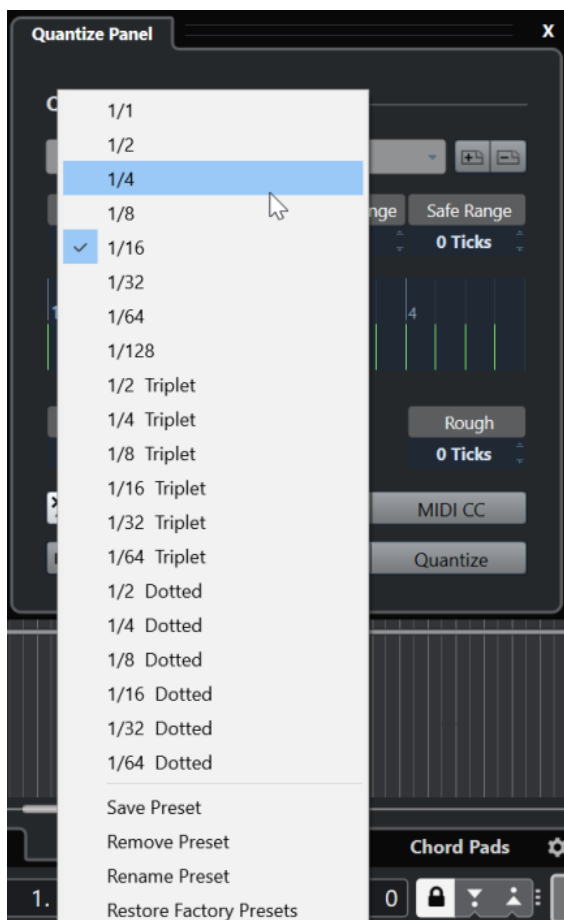 Quantize Panel X
1/1
1/2
1/4
1/8
Safe Range
1/16
0 Ticks
1/32
1/64
4
1/128
1/2 Triplet
1/4 Triplet
Rough
1/8 Triplet
0 Ticks
1/16 Triplet
1/32 Triplet
MIDI CC
1/64 Triplet
Quantize
1/2 Dotted
1/4 Dotted
1/8 Dotted
1/16 Dotted
1/32 Dotted
1/64 Dotted
Save Preset
Remove Preset
Rename Preset
Chord Pads
Restore Factory Presets
1.
0